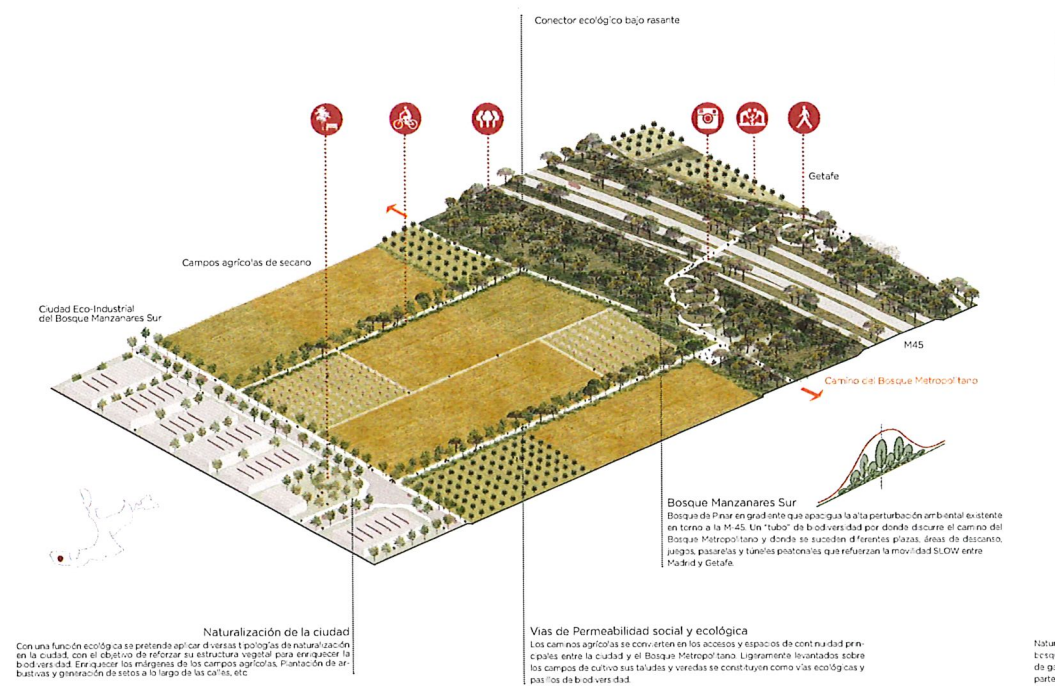 Conector ecológico bajo rasante
Getafe
Campos agrícolas de secano
Ciudad Eco-Industrial
del Bosque Manzanares Sur
M45
Camino del Bosque Metropolitano
Bosque Manzanares Sur
Bosque de Pinar en gradiente que apacigua la alta perturbación ambiental existente
en torno a la M-45. Un "tubo" de biodiversidad por donde discurre el camino del
Bosque Metropolitano y donde se suceden diferentes plazas, áreas de descanso,
juegos, pasarelas y túneles peatonales que refuerzan la movilidad SLOW entre
Madrid y Getafe.
Naturalización de la ciudad
Con una función ecológica se pretende aplicar diversas tipologías de naturalización
en la ciudad, con el objetivo de reforzar su estructura vegetal para enriquecer la
biodiversidad. Enriquecer los márgenes de los campos agrícolas, Plantación de ar-
bustivas y generación de setos a lo largo de las calles, etc
Vias de Permeabilidad social y ecológica
Los caminos agrícolas se convierten en los accesos y espacios de continuidad prin-
cipales entre la ciudad y el Bosque Metropolitano. Ligeramente levantados sobre
los campos de cultivo sus taludes y veredas se constituyen como vías ecológicas y
pasillos de biodiversidad.
Natur
bosqu
de ga
parte